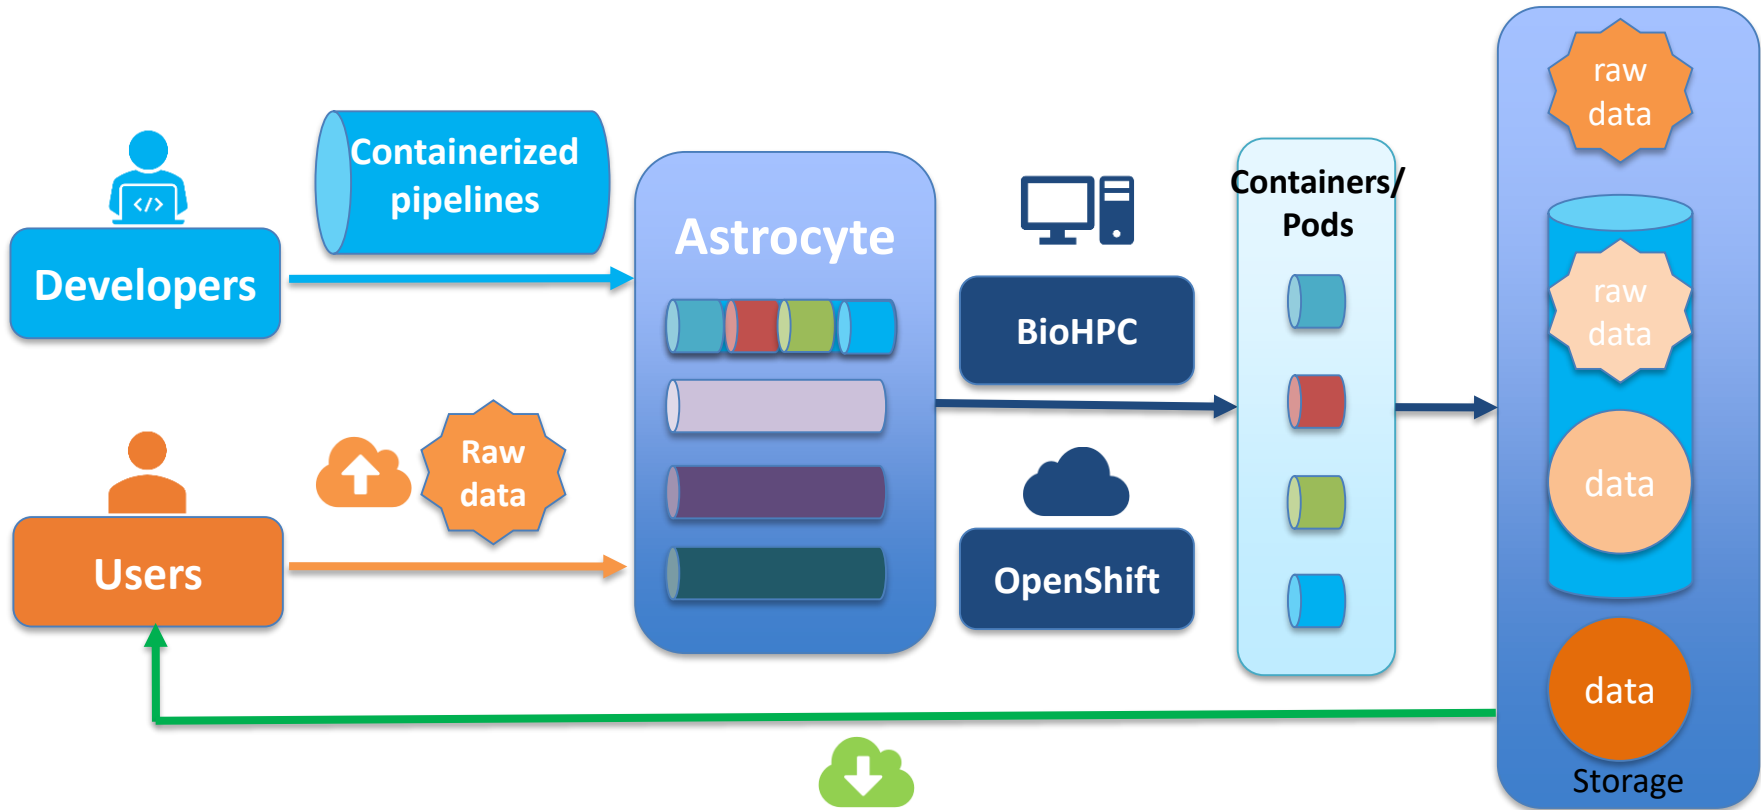 Developers
</>
Containerized
pipelines
Users
Raw
data
Astrocyte
BioHPC
OpenShift
Containers/
Pods
raw
data
raw
data
data
data
Storage